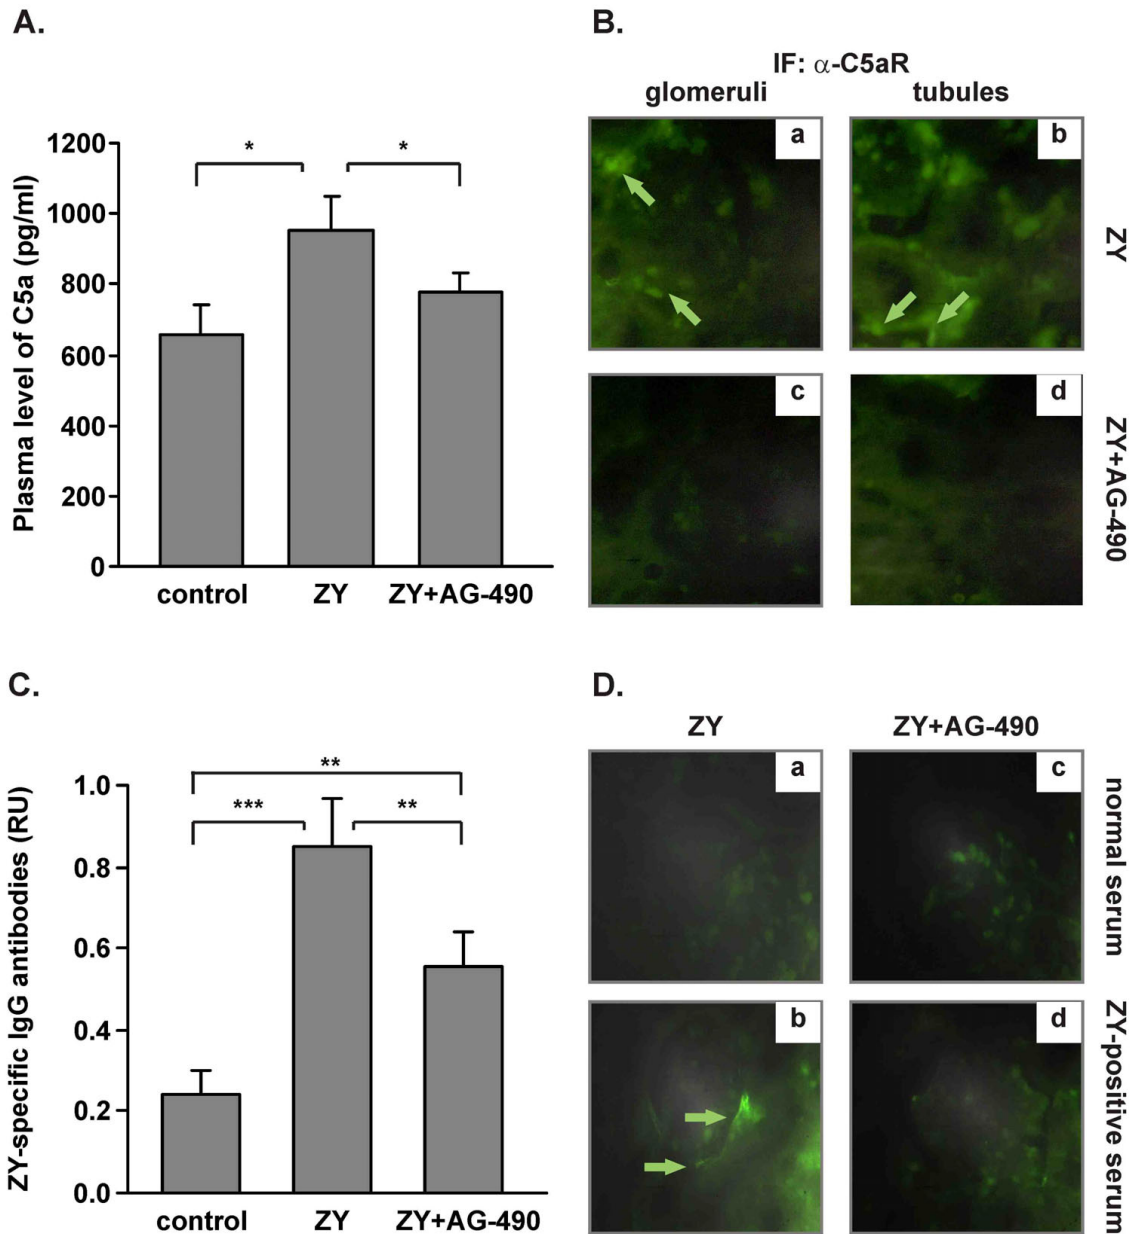 A.
Plasma level of C5a (pg/ml)
1200
1000
800
600
400
200
0
*
*
control ZY ZY+AG-490
B.
IF: α-C5aR
glomeruli tubules
a
b
ZY
c
d
ZY+AG-490
C.
ZY-specific IgG antibodies (RU)
1.0
0.8
0.6
0.4
0.2
0.0
**
***
**
control ZY ZY+AG-490
D.
ZY ZY+AG-490
a
c
normal serum
b
d
ZY-positive serum